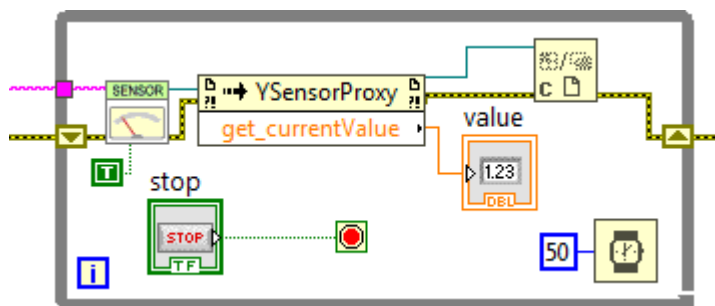 SENSOR
YSensorProxy
get_currentValue
C
value
1.23
DBL
T
stop
STOP
TF
i
50